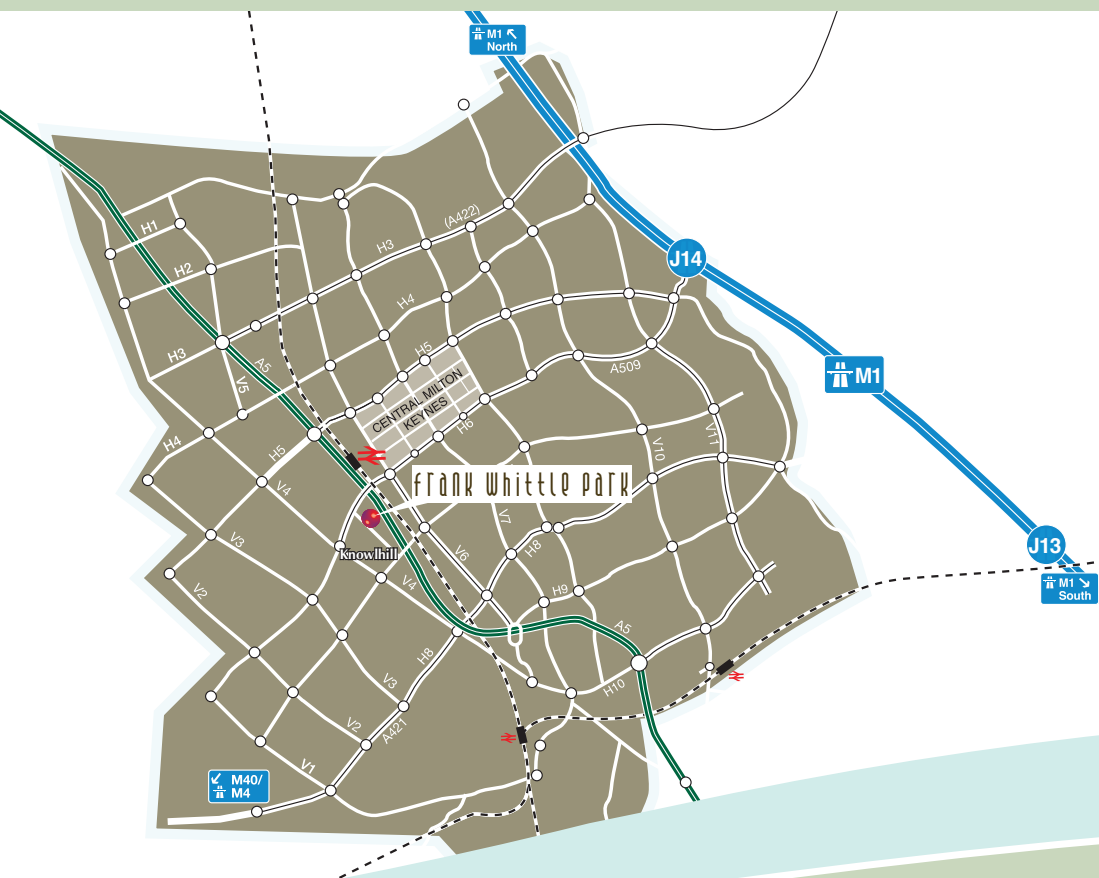 M1
North
(A422)
H1
H3
J14
H2
H4
H3
A5
H5
A509
M1
V5
CENTRAL MILTON
KEYNES
H6
H4
H5
V10
V11
frank whittle park
V4
V7
V3
Knowlhill
V6
H8
J13
V4
V2
H9
M1
South
A5
H8
V3
H10
V2
A421
V1
M40/
M4